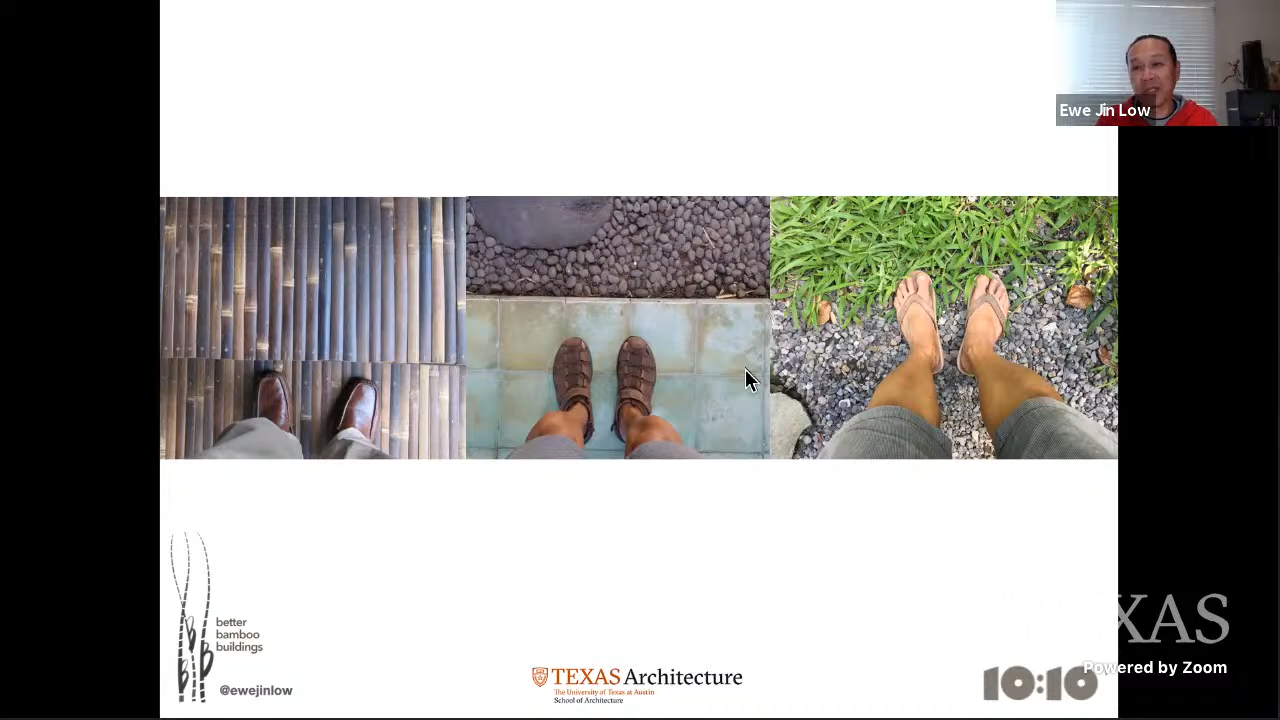 Ewe Jin Low
better
bamboo
buildings
@ewejinlow
TEXAS Architecture
The University of Texas at Austin
School of Architecture
10:10
XAS
Powered by Zoom